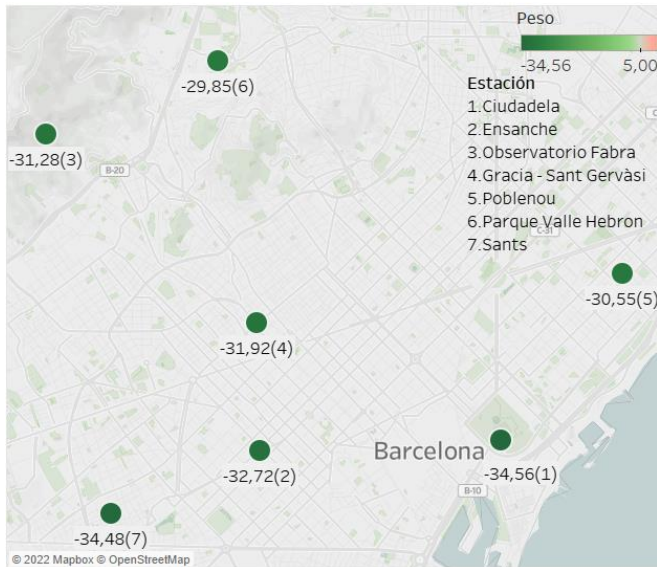 Peso
-34,56 5,00
Estación
1.Ciudadela
2.Ensanche
3.Observatorio Fabra
4.Gracia - Sant Gervàsi
5.Poblenou
6.Parque Valle Hebron
7.Sants
-29,85(6)
-31,28(3)
B-20
C-31
-30,55(5)
-31,92(4)
Barcelona
-32,72(2)
-34,56(1)
B-10
-34,48(7)
© 2022 Mapbox © OpenStreetMap